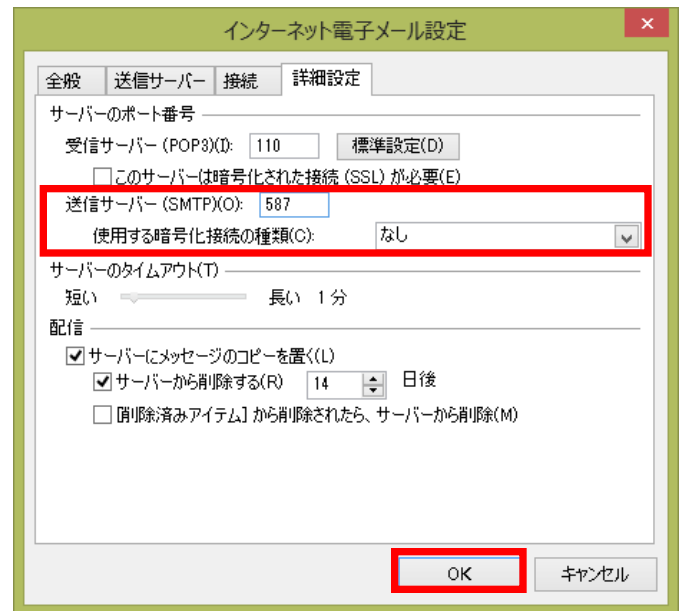 インターネット電子メール設定
×
全般 送信サーバー 接続 詳細設定
サーバーのポート番号
受信サーバー (POP3)(I): 110 標準設定(D)
このサーバーは暗号化された接続 (SSL) が必要(E)
送信サーバー (SMTP)(O): 587
使用する暗号化接続の種類(C): なし
サーバーのタイムアウト(T)
短い 長い 1 分
配信
サーバーにメッセージのコピーを置く(L)
サーバーから削除する(R) 14 日後
[削除済みアイテム] から削除されたら、サーバーから削除(M)
OK キャンセル